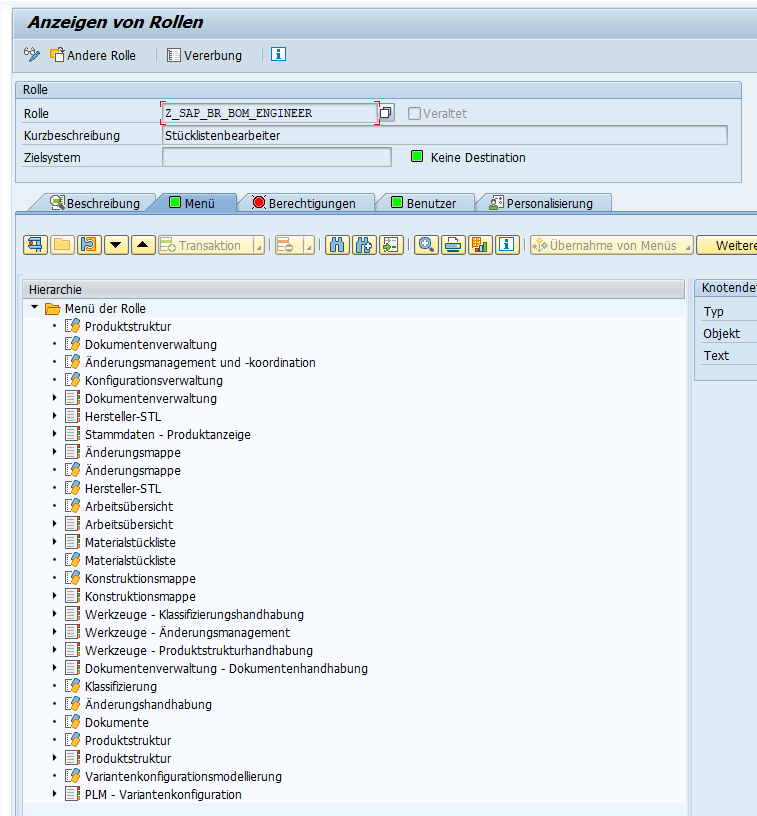 Anzeigen von Rollen
Andere Rolle Vererbung
Rolle
Rolle Z_SAP_BR_BOM_ENGINEER Veraltet
Kurzbeschreibung Stücklistenbearbeiter
Zielsystem Keine Destination
Beschreibung Menü Berechtigungen Benutzer Personalisierung
Transaktion Übernahme von Menüs Weitere
Hierarchie Knotendet
Menü der Rolle Typ
Produktstruktur Objekt
Dokumentenverwaltung Text
Änderungsmanagement und -koordination
Konfigurationsverwaltung
Dokumentenverwaltung
Hersteller-STL
Stammdaten - Produktanzeige
Änderungsmappe
Änderungsmappe
Hersteller-STL
Arbeitsübersicht
Arbeitsübersicht
Materialstückliste
Materialstückliste
Konstruktionsmappe
Konstruktionsmappe
Werkzeuge - Klassifizierungshandhabung
Werkzeuge - Änderungsmanagement
Werkzeuge - Produktstrukturhandhabung
Dokumentenverwaltung - Dokumentenhandhabung
Klassifizierung
Änderungshandhabung
Dokumente
Produktstruktur
Produktstruktur
Variantenkonfigurationsmodellierung
PLM - Variantenkonfiguration